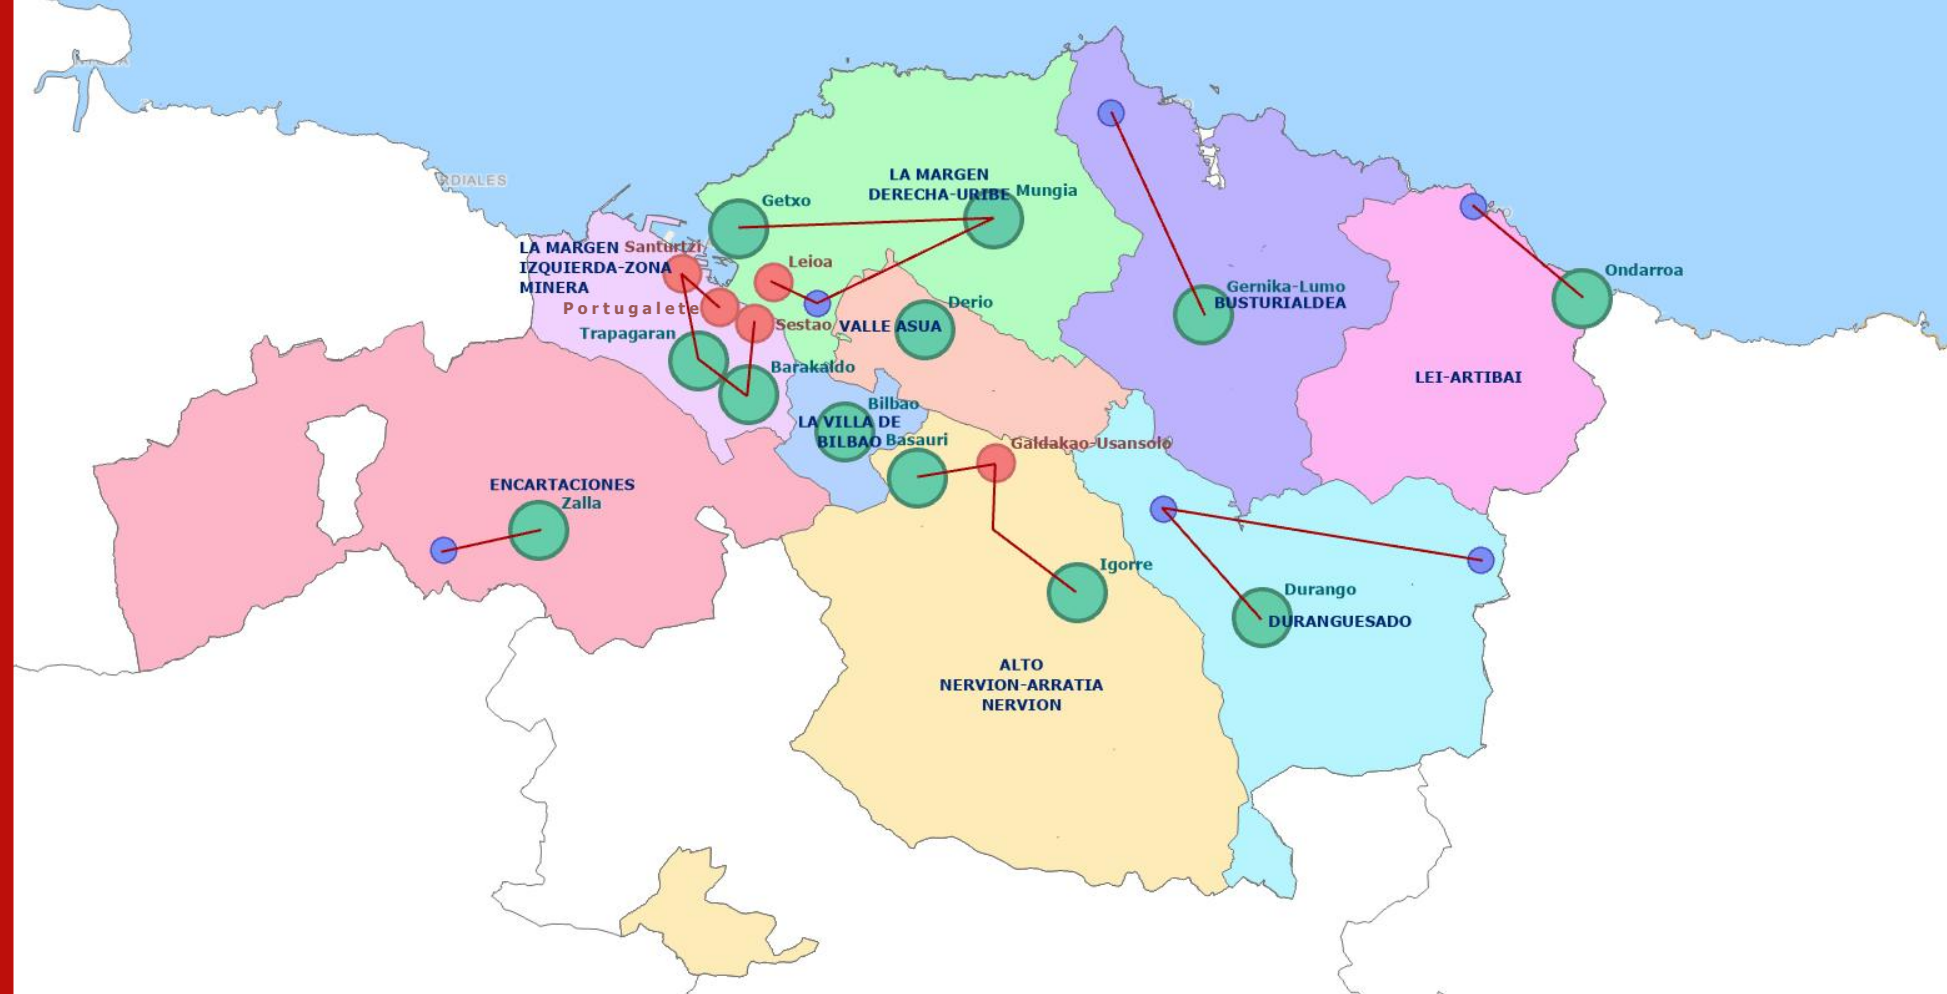 RDIALES
LA MARGEN
DERECHA-URIBE
Mungia
Getxo
LA MARGEN
IZQUIERDA-ZONA
MINERA
Santurtzi
Leioa
Portugalete
Sestao
Trapagaran
Barakaldo
VALLE ASUA
Derio
Gernika-Lumo
BUSTURIALDEA
Ondarroa
LEI-ARTIBAI
Bilbao
LA VILLA DE
BILBAO
Basauri
Galdakao-Usansolo
ENCARTACIONES
Zalla
Igorre
Durango
DURANGUESADO
ALTO
NERVION-ARRATIA
NERVION